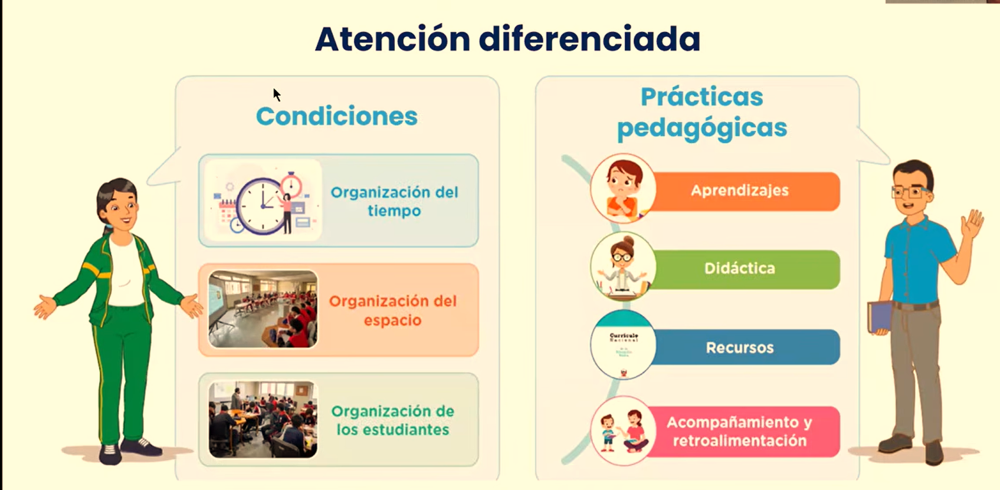 Atención diferenciada
Condiciones
Organización del
tiempo
Organización del
espacio
Organización de
los estudiantes
Prácticas
pedagógicas
Aprendizajes
Didáctica
Currículo
Nacional
Recursos
Acompañamiento y
retroalimentación